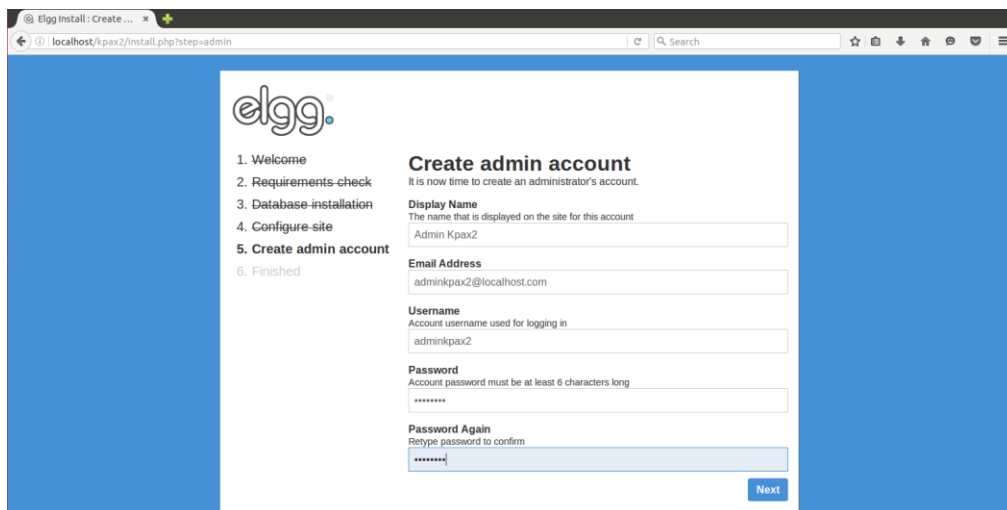 Elgg Install : Create ...
localhost/kpax2/install.php?step=admin
Search
elgg.
1. Welcome
2. Requirements check
3. Database installation
4. Configure site
5. Create admin account
6. Finished
Create admin account
It is now time to create an administrator's account.
Display Name
The name that is displayed on the site for this account
Admin Kpax2
Email Address
adminkpax2@localhost.com
Username
Account username used for logging in
adminkpax2
Password
Account password must be at least 6 characters long
••••••••
Password Again
Retype password to confirm
••••••••
Next